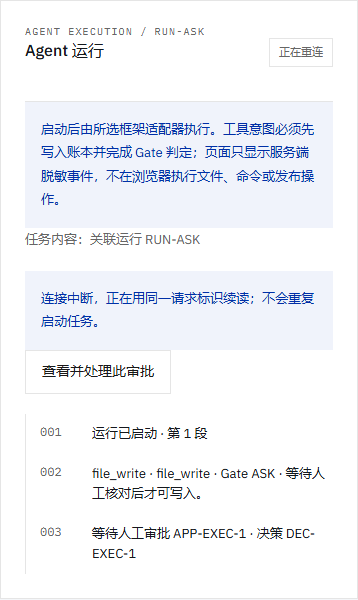 AGENT EXECUTION / RUN-ASK
Agent 运行
正在重连
启动后由所选框架适配器执行。工具意图必须先
写入账本并完成 Gate 判定；页面只显示服务端
脱敏事件，不在浏览器执行文件、命令或发布操
作。
任务内容：关联运行 RUN-ASK
连接中断，正在用同一请求标识续读；不会重复
启动任务。
查看并处理此审批
001 运行已启动 · 第 1 段
002 file_write · file_write · Gate ASK · 等待人
工核对后才可写入。
003 等待人工审批 APP-EXEC-1 · 决策 DEC-
EXEC-1